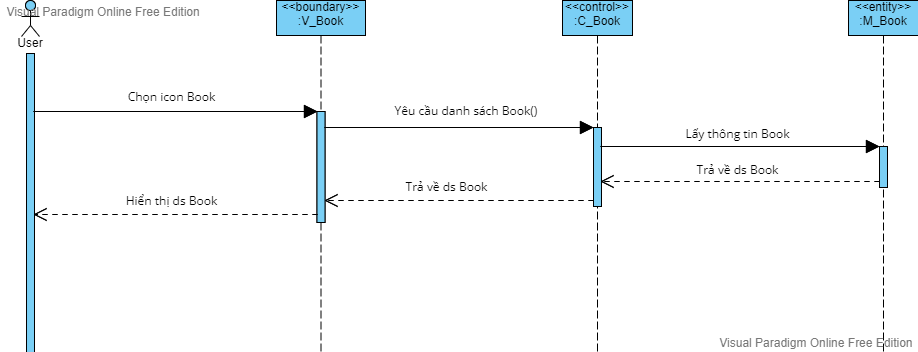 Visual Paradigm Online Free Edition
User
<<boundary>>
:V_Book
<<control>>
:C_Book
<<entity>>
:M_Book
Chọn icon Book
Yêu cầu danh sách Book()
Lấy thông tin Book
Trả về ds Book
Trả về ds Book
Hiển thị ds Book
Visual Paradigm Online Free Edition